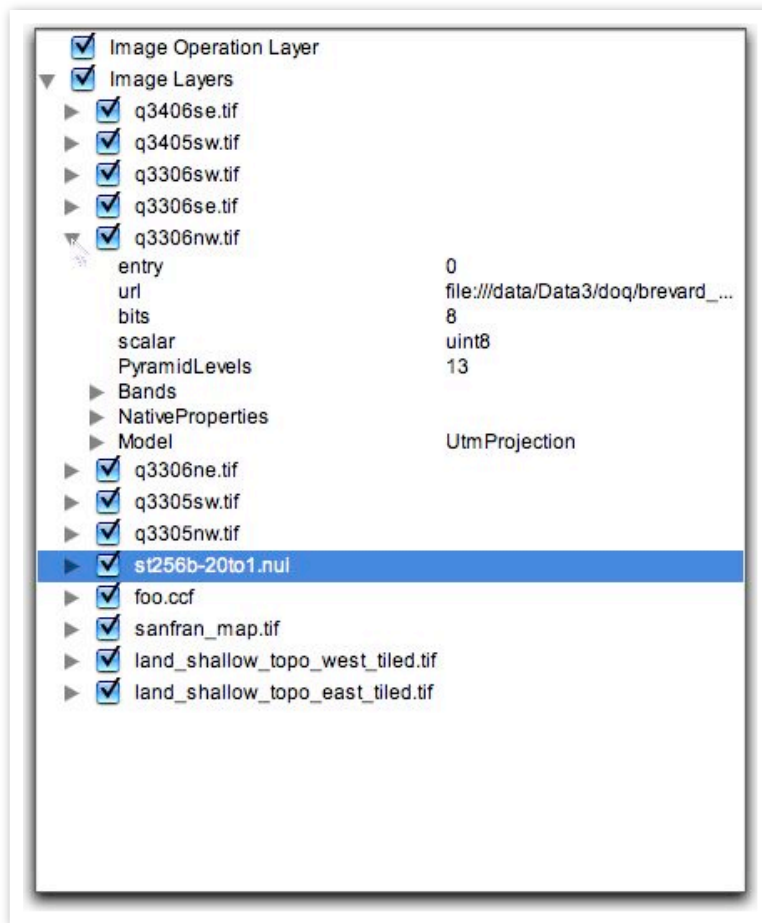 Image Operation Layer
Image Layers
q3406se.tif
q3405sw.tif
q3306sw.tif
q3306se.tif
q3306nw.tif
entry 0
url file:///data/Data3/doq/brevard_...
bits 8
scalar uint8
PyramidLevels 13
Bands
NativeProperties
Model UtmProjection
q3306ne.tif
q3305sw.tif
q3305nw.tif
st256b-20to1.nui
foo.ccf
sanfran_map.tif
land_shallow_topo_west_tiled.tif
land_shallow_topo_east_tiled.tif